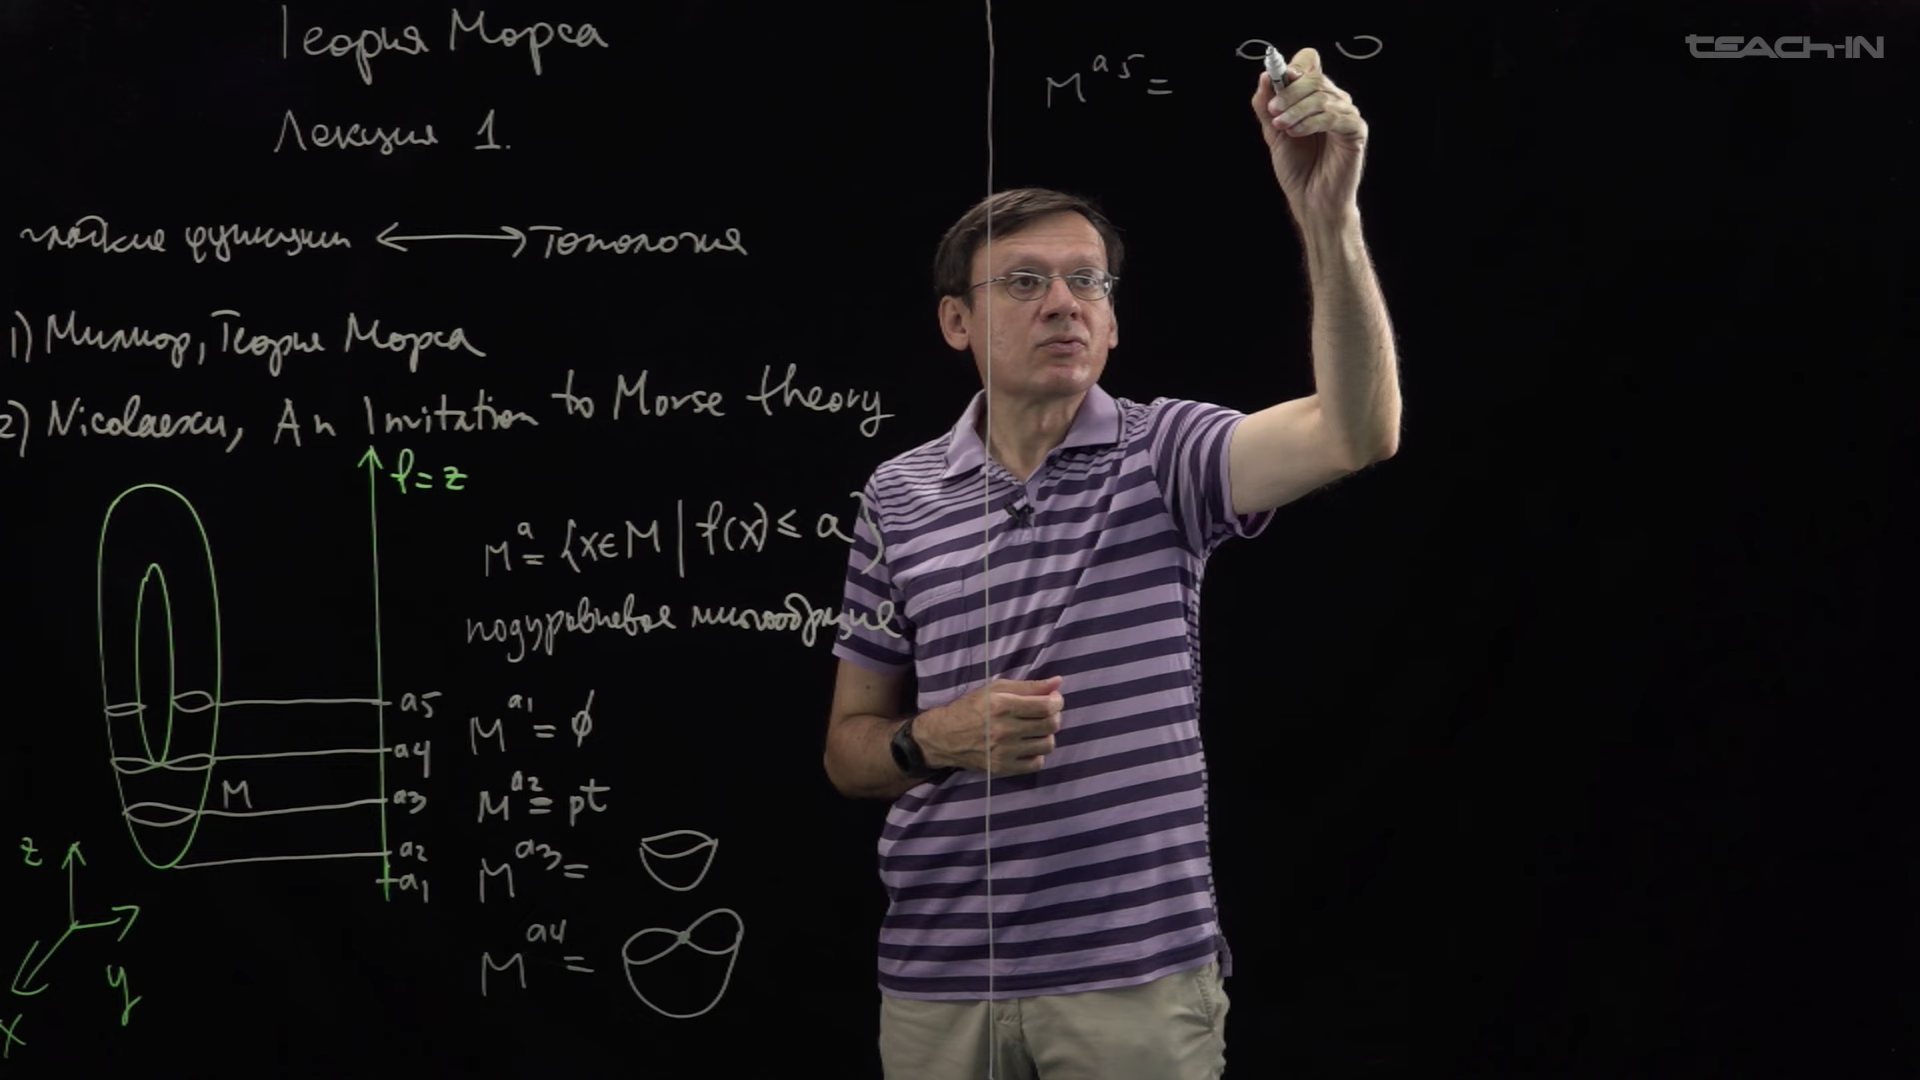 Теория Морса
Лекция 1.
гладкие функции ⟷ Топология
1) Милнор, Теория Морса
2) Nicolaescu, An Invitation to Morse theory
f = z
M^a = {x ∈ M | f(x) ≤ a}
подуровневое многообразие
a5
a4
M
a3
a2
a1
z
y
x
M^a1 = ∅
M^a2 = pt
M^a3 =
M^a4 =
M^a5 =
TEACH-IN